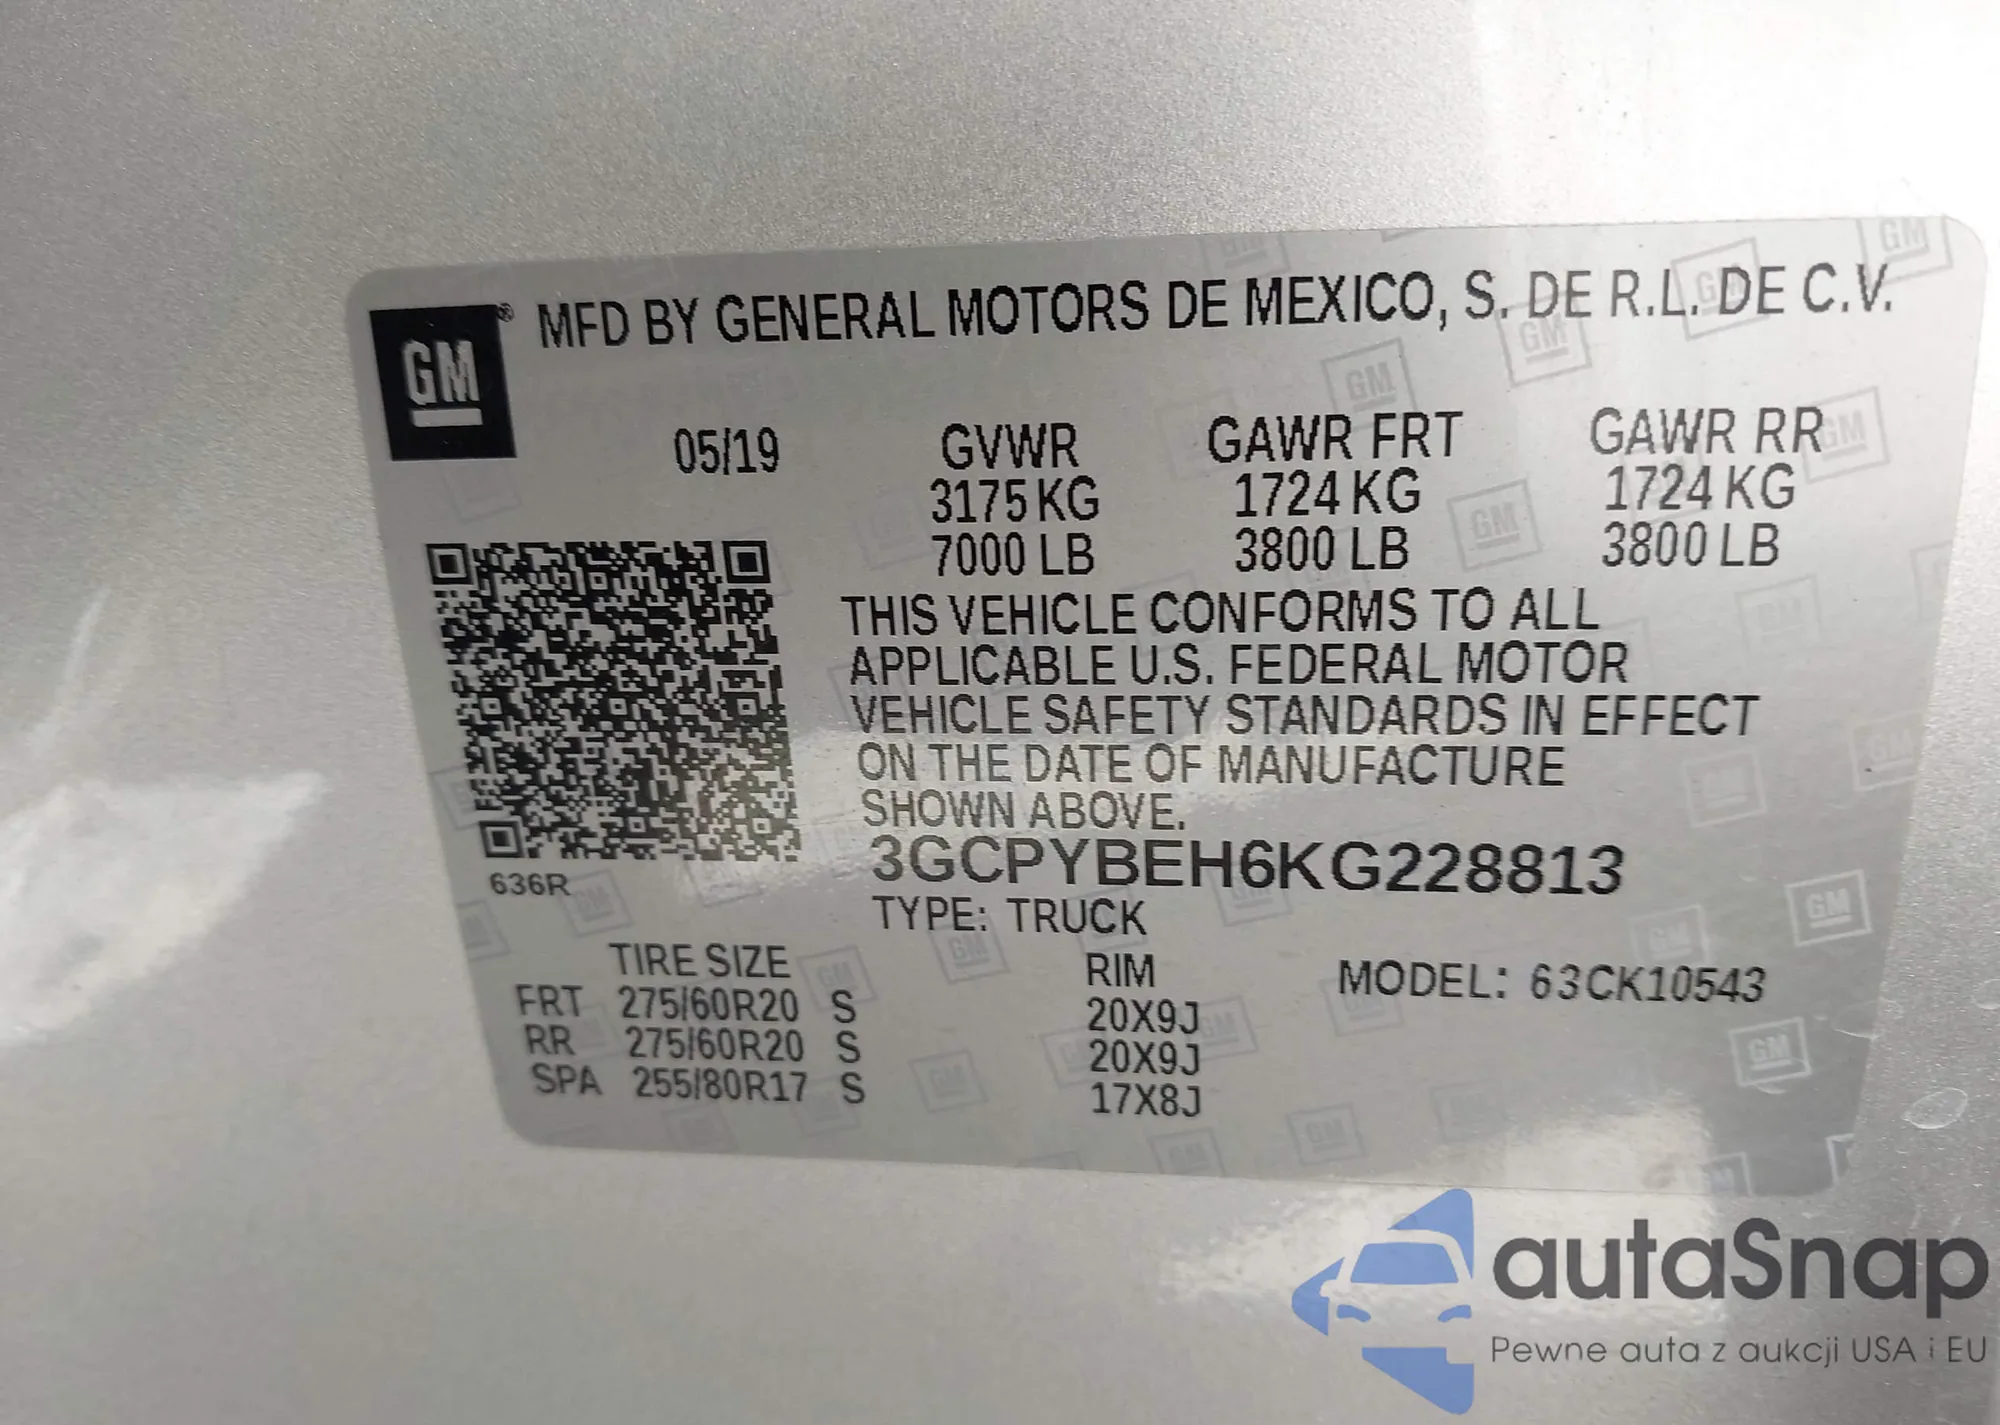 GM® MFD BY GENERAL MOTORS DE MEXICO, S. DE R.L. DE C.V.
05/19 GVWR GAWR FRT GAWR RR
3175 KG 1724 KG 1724 KG
7000 LB 3800 LB 3800 LB
THIS VEHICLE CONFORMS TO ALL
APPLICABLE U.S. FEDERAL MOTOR
VEHICLE SAFETY STANDARDS IN EFFECT
ON THE DATE OF MANUFACTURE
SHOWN ABOVE.
3GCPYBEH6KG228813
636R
TYPE: TRUCK
TIRE SIZE RIM MODEL: 63CK10543
FRT 275/60R20 S 20X9J
RR 275/60R20 S 20X9J
SPA 255/80R17 S 17X8J
autaSnap
Pewne auta z aukcji USA i EU